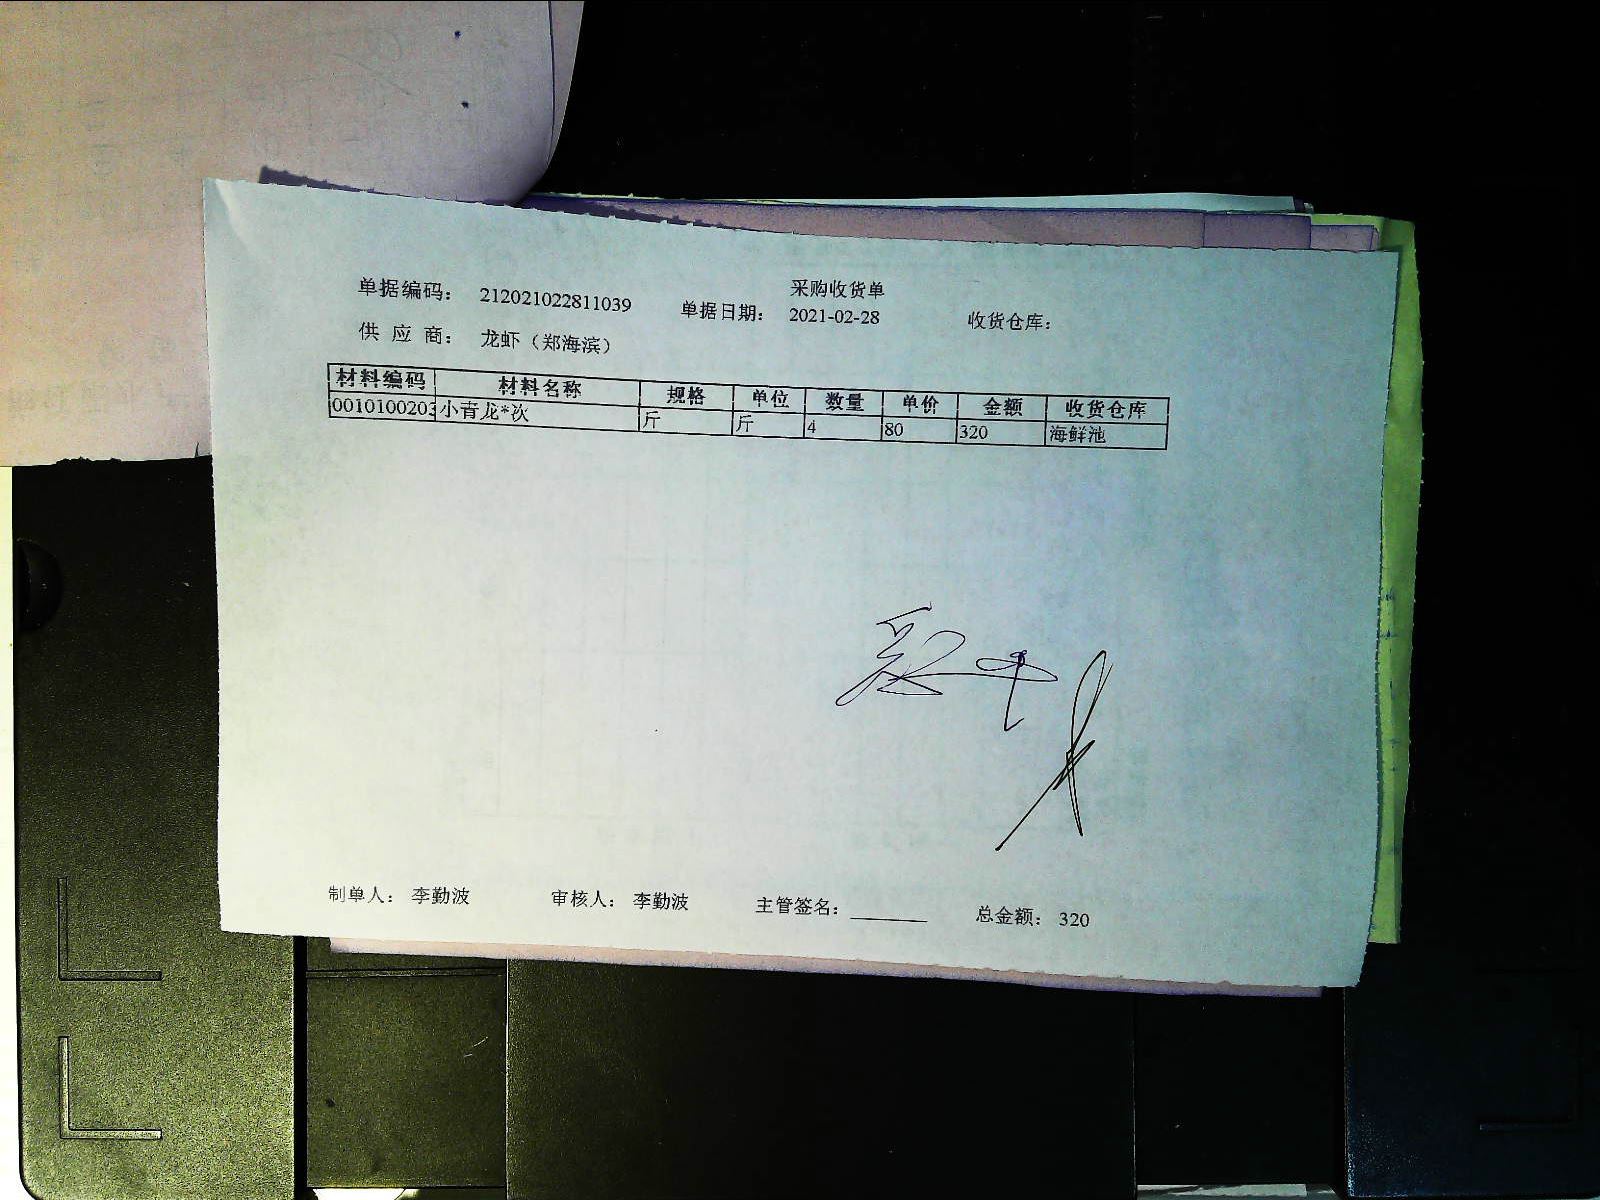 采购收货单
单据编码： 212021022811039 单据日期： 2021-02-28 收货仓库：
供 应 商： 龙虾（郑海滨）
材料编码 材料名称 规格 单位 数量 单价 金额 收货仓库
0010100203 小青龙*次 斤 斤 4 80 320 海鲜池
制单人： 李勤波 审核人： 李勤波 主管签名： 总金额： 320